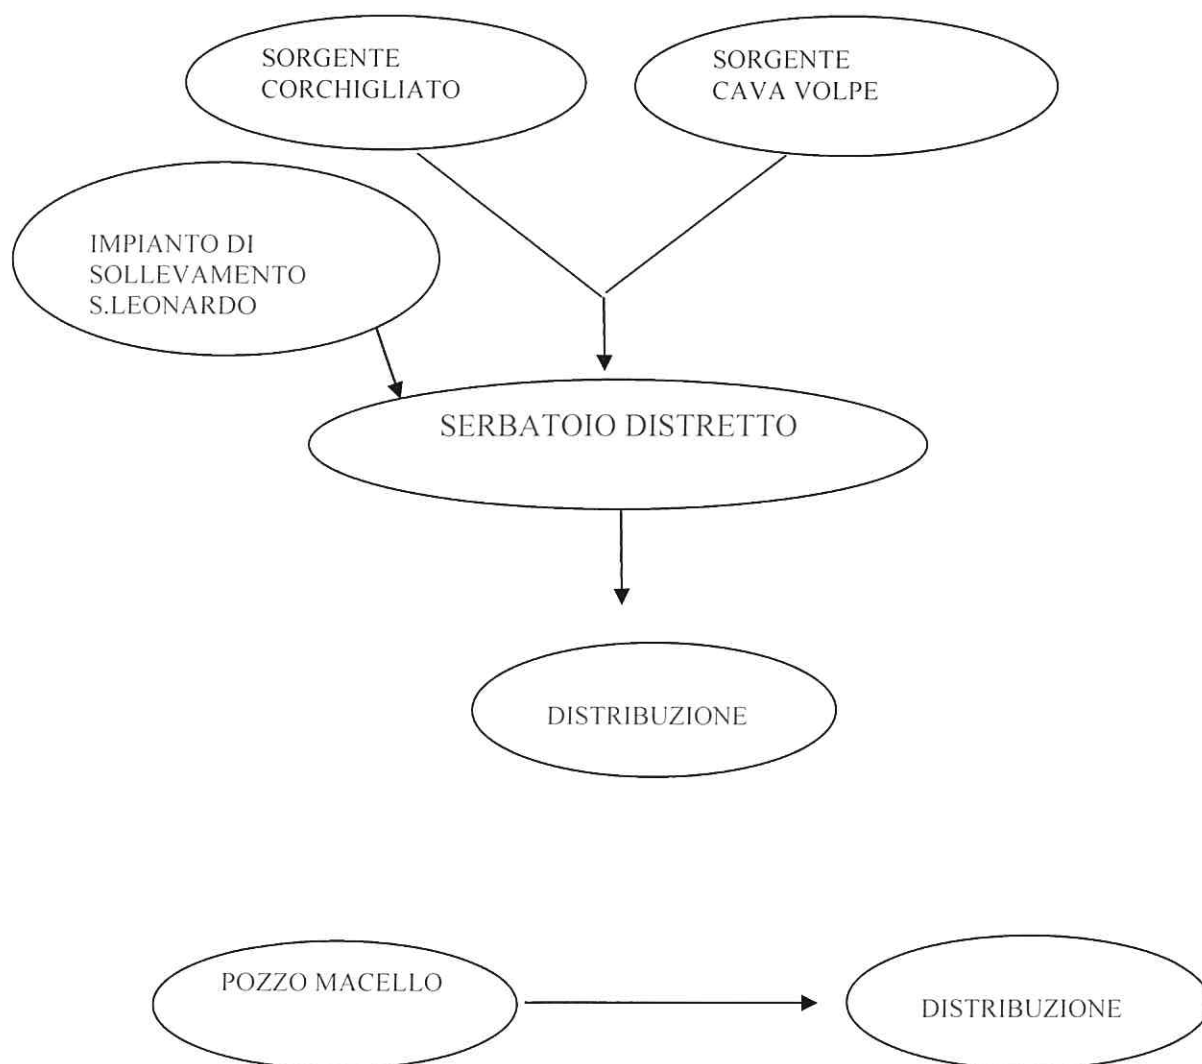 SORGENTE
CORCHIGLIATO
SORGENTE
CAVA VOLPE
IMPIANTO DI
SOLLEVAMENTO
S.LEONARDO
SERBATOIO DISTRETTO
DISTRIBUZIONE
POZZO MACELLO
DISTRIBUZIONE